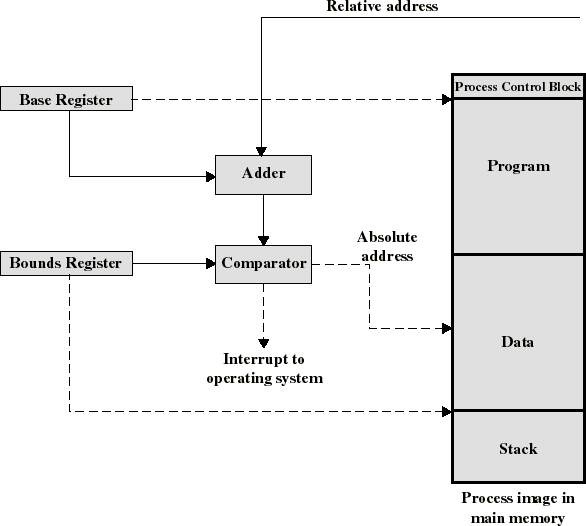 Relative address
Process Control Block
Base Register
Program
Adder
Absolute
address
Bounds Register
Comparator
Data
Interrupt to
operating system
Stack
Process image in
main memory